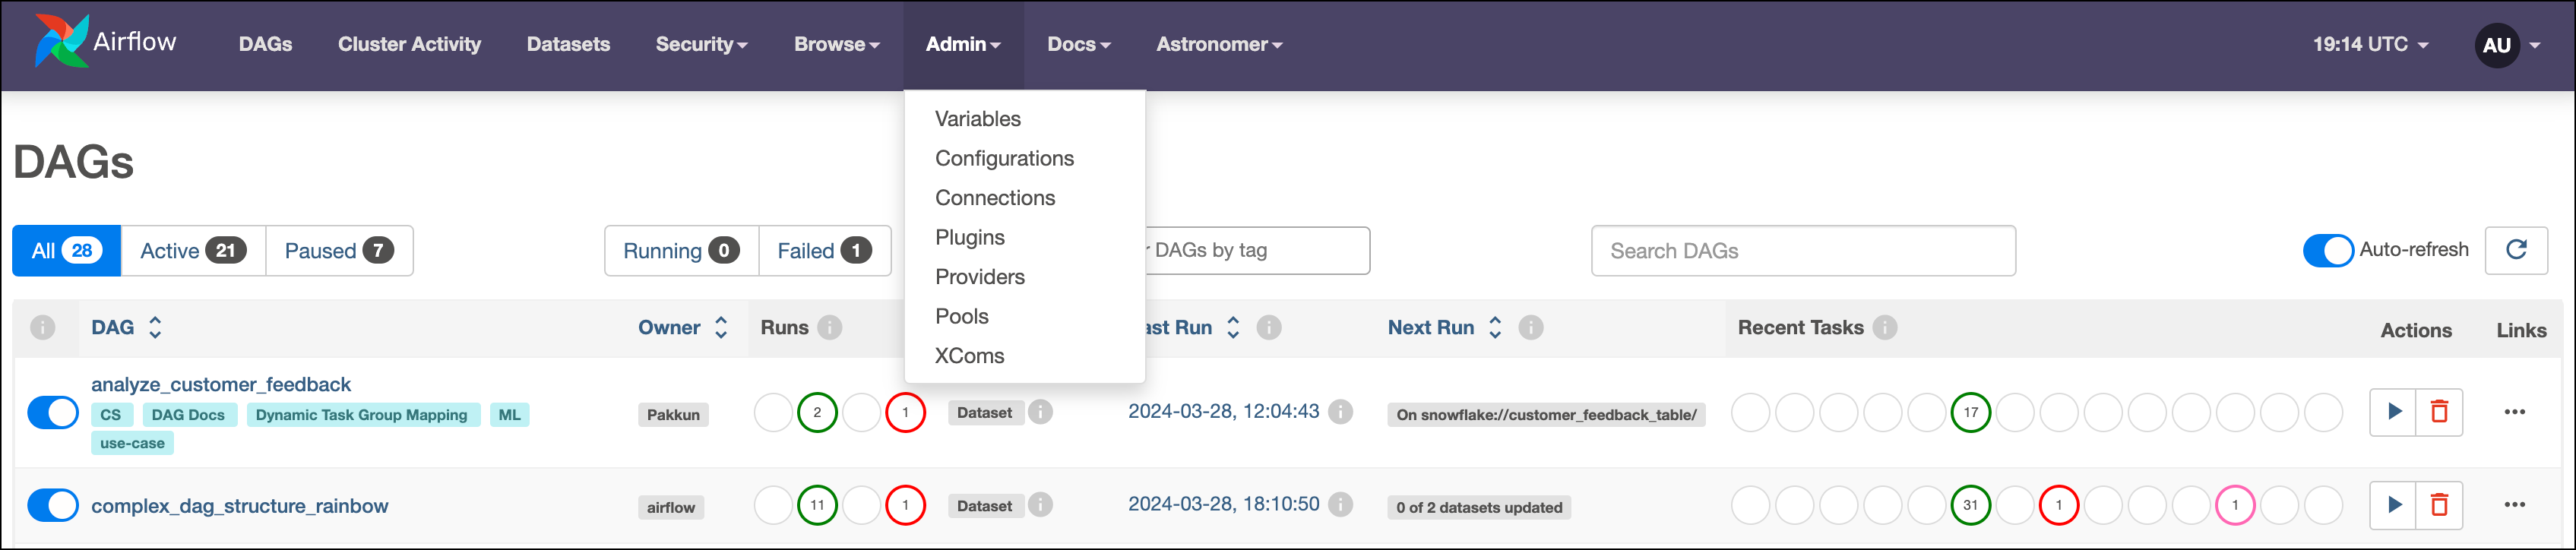 Airflow DAGs Cluster Activity Datasets Security Browse Admin Docs Astronomer 19:14 UTC AU
Variables
Configurations
Connections
Plugins
Providers
Pools
XComs
DAGs
All 28 Active 21 Paused 7 Running 0 Failed 1 DAGs by tag Search DAGs Auto-refresh
DAG Owner Runs ast Run Next Run Recent Tasks Actions Links
analyze_customer_feedback
CS DAG Docs Dynamic Task Group Mapping ML
use-case
Pakkun 2 1 Dataset 2024-03-28, 12:04:43 On snowflake://customer_feedback_table/ 17
complex_dag_structure_rainbow airflow 11 1 Dataset 2024-03-28, 18:10:50 0 of 2 datasets updated 31 1 1